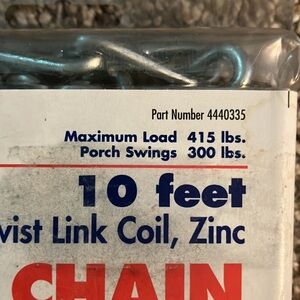 Part Number 4440335
Maximum Load 415 lbs.
Porch Swings 300 lbs.
10 feet
vist Link Coil, Zinc
CHAIN